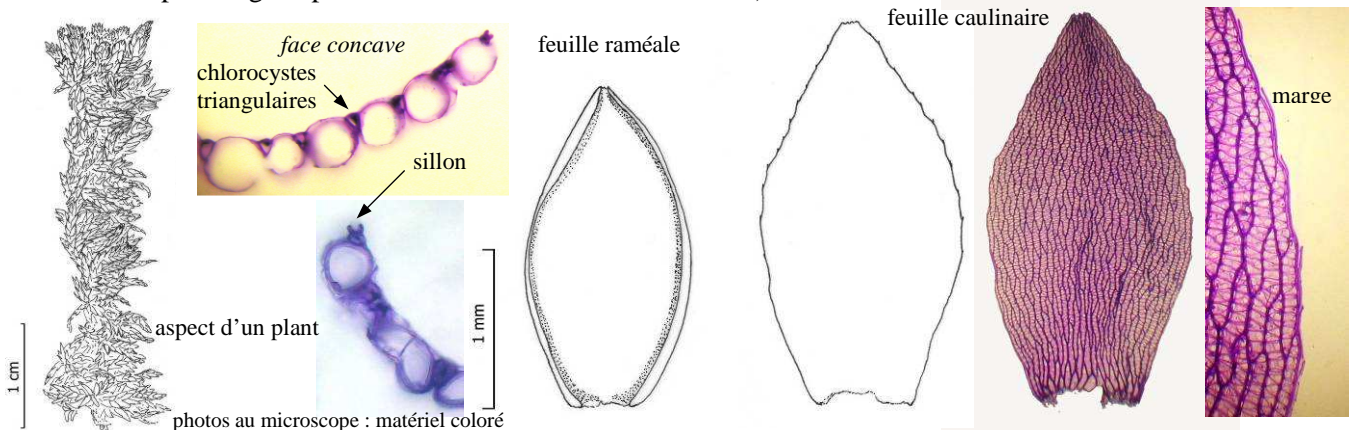 face concave
chlorocystes
triangulaires
sillon
aspect d'un plant
1 cm
photos au microscope : matériel coloré
1 mm
feuille raméale
feuille caulinaire
marge